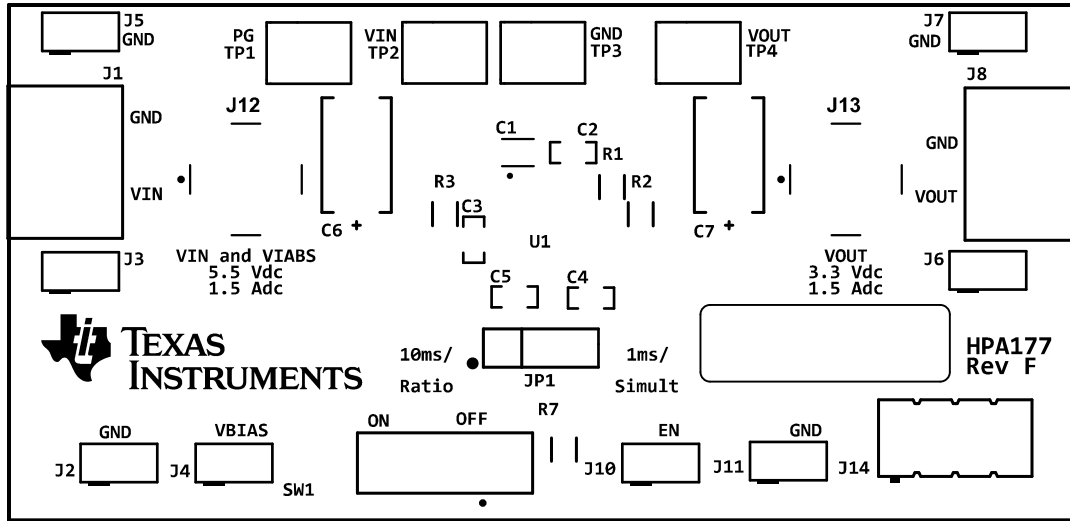 J5
GND
PG
TP1
VIN
TP2
GND
TP3
VOUT
TP4
J7
GND
J1
GND
VIN
J12
C1
C2
R1
R2
R3
C3
C6 +
U1
C7 +
J13
J8
GND
VOUT
J3
VIN and VIABS
5.5 Vdc
1.5 Adc
C5
C4
VOUT
3.3 Vdc
1.5 Adc
J6
TEXAS
INSTRUMENTS
10ms/
Ratio
JP1
1ms/
Simult
HPA177
Rev F
GND
J2
VBIAS
J4
SW1
ON
OFF
R7
EN
J10
GND
J11
J14